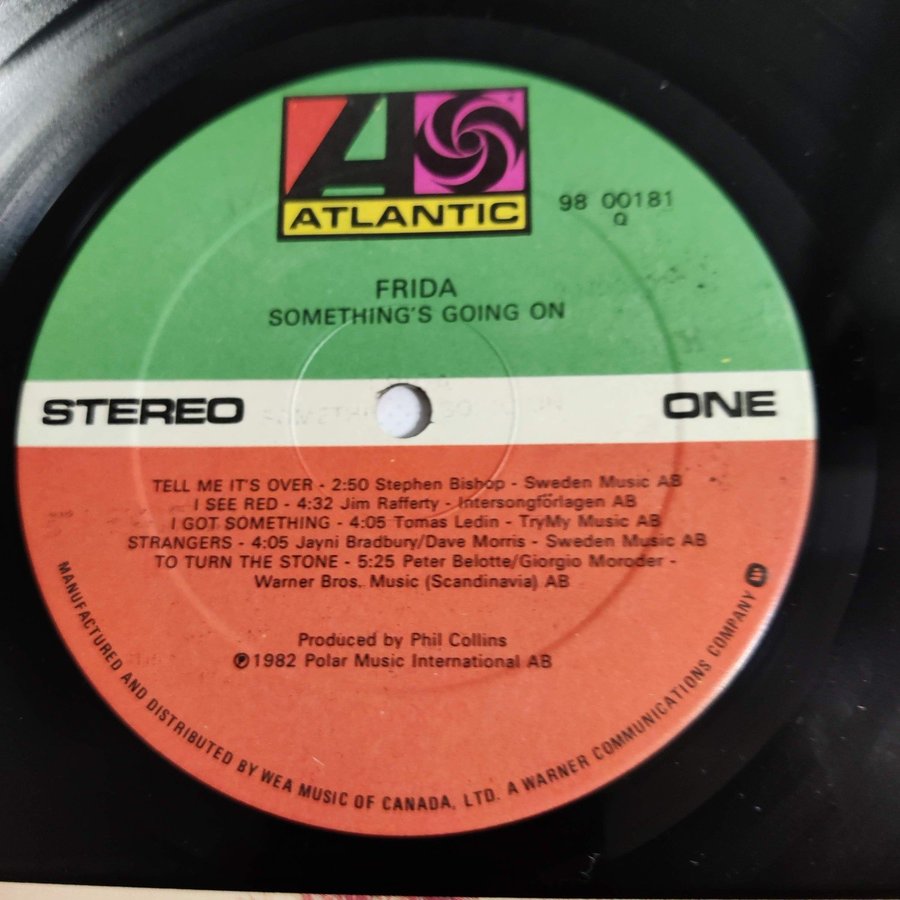 ATLANTIC
98 00181
Q
FRIDA
SOMETHING'S GOING ON
STEREO
ONE
TELL ME IT'S OVER - 2:50 Stephen Bishop - Sweden Music AB
I SEE RED - 4:32 Jim Rafferty - Intersongförlagen AB
I GOT SOMETHING - 4:05 Tomas Ledin - TryMy Music AB
STRANGERS - 4:05 Jayni Bradbury/Dave Morris - Sweden Music AB
TO TURN THE STONE - 5:25 Peter Belotte/Giorgio Moroder -
Warner Bros. Music (Scandinavia) AB
Produced by Phil Collins
℗1982 Polar Music International AB
MANUFACTURED AND DISTRIBUTED BY WEA MUSIC OF CANADA, LTD. A WARNER COMMUNICATIONS COMPANY